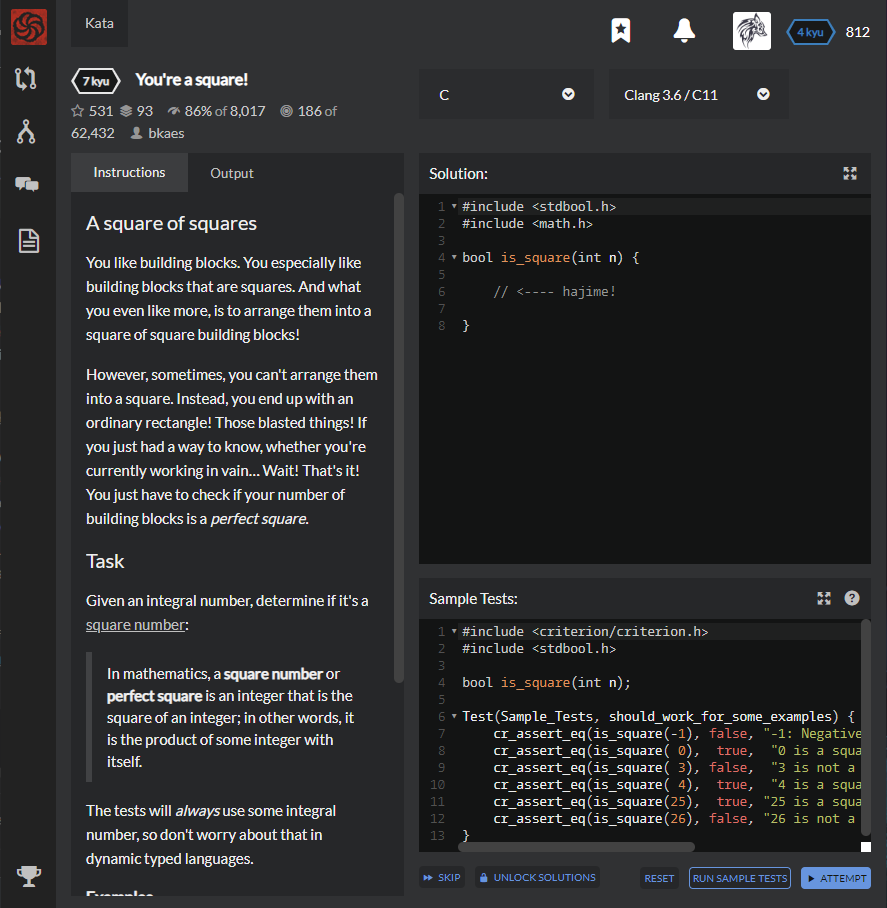 Kata
4 kyu
812
7 kyu
You're a square!
531 93 86% of 8,017 186 of
62,432 bkaes
C
Clang 3.6 / C11
Instructions
Output
A square of squares
You like building blocks. You especially like
building blocks that are squares. And what
you even like more, is to arrange them into a
square of square building blocks!
However, sometimes, you can't arrange them
into a square. Instead, you end up with an
ordinary rectangle! Those blasted things! If
you just had a way to know, whether you're
currently working in vain… Wait! That's it!
You just have to check if your number of
building blocks is a perfect square.
Task
Given an integral number, determine if it's a
square number:
In mathematics, a square number or
perfect square is an integer that is the
square of an integer; in other words, it
is the product of some integer with
itself.
The tests will always use some integral
number, so don't worry about that in
dynamic typed languages.
Examples
Solution:
1 #include <stdbool.h>
2 #include <math.h>
3
4 bool is_square(int n) {
5
6 // <---- hajime!
7
8 }
Sample Tests:
1 #include <criterion/criterion.h>
2 #include <stdbool.h>
3
4 bool is_square(int n);
5
6 Test(Sample_Tests, should_work_for_some_examples) {
7 cr_assert_eq(is_square(-1), false, "-1: Negative
8 cr_assert_eq(is_square( 0), true, "0 is a squa
9 cr_assert_eq(is_square( 3), false, "3 is not a
10 cr_assert_eq(is_square( 4), true, "4 is a squa
11 cr_assert_eq(is_square(25), true, "25 is a squa
12 cr_assert_eq(is_square(26), false, "26 is not a
13 }
SKIP
UNLOCK SOLUTIONS
RESET
RUN SAMPLE TESTS
ATTEMPT